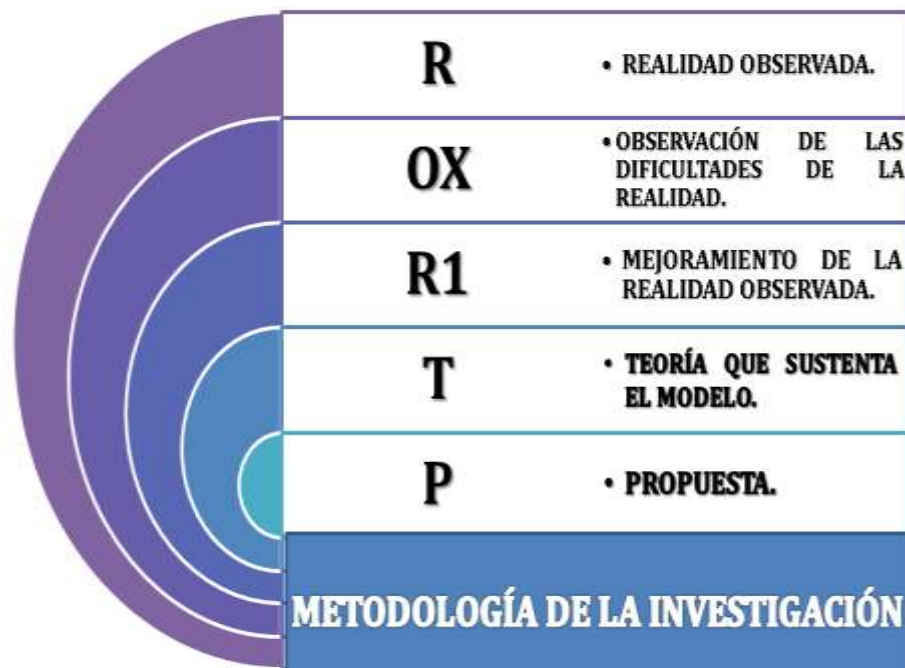 R
• REALIDAD OBSERVADA.
OX
• OBSERVACIÓN DE LAS
DIFICULTADES DE LA
REALIDAD.
R1
• MEJORAMIENTO DE LA
REALIDAD OBSERVADA.
T
• TEORÍA QUE SUSTENTA
EL MODELO.
P
• PROPUESTA.
METODOLOGÍA DE LA INVESTIGACIÓN